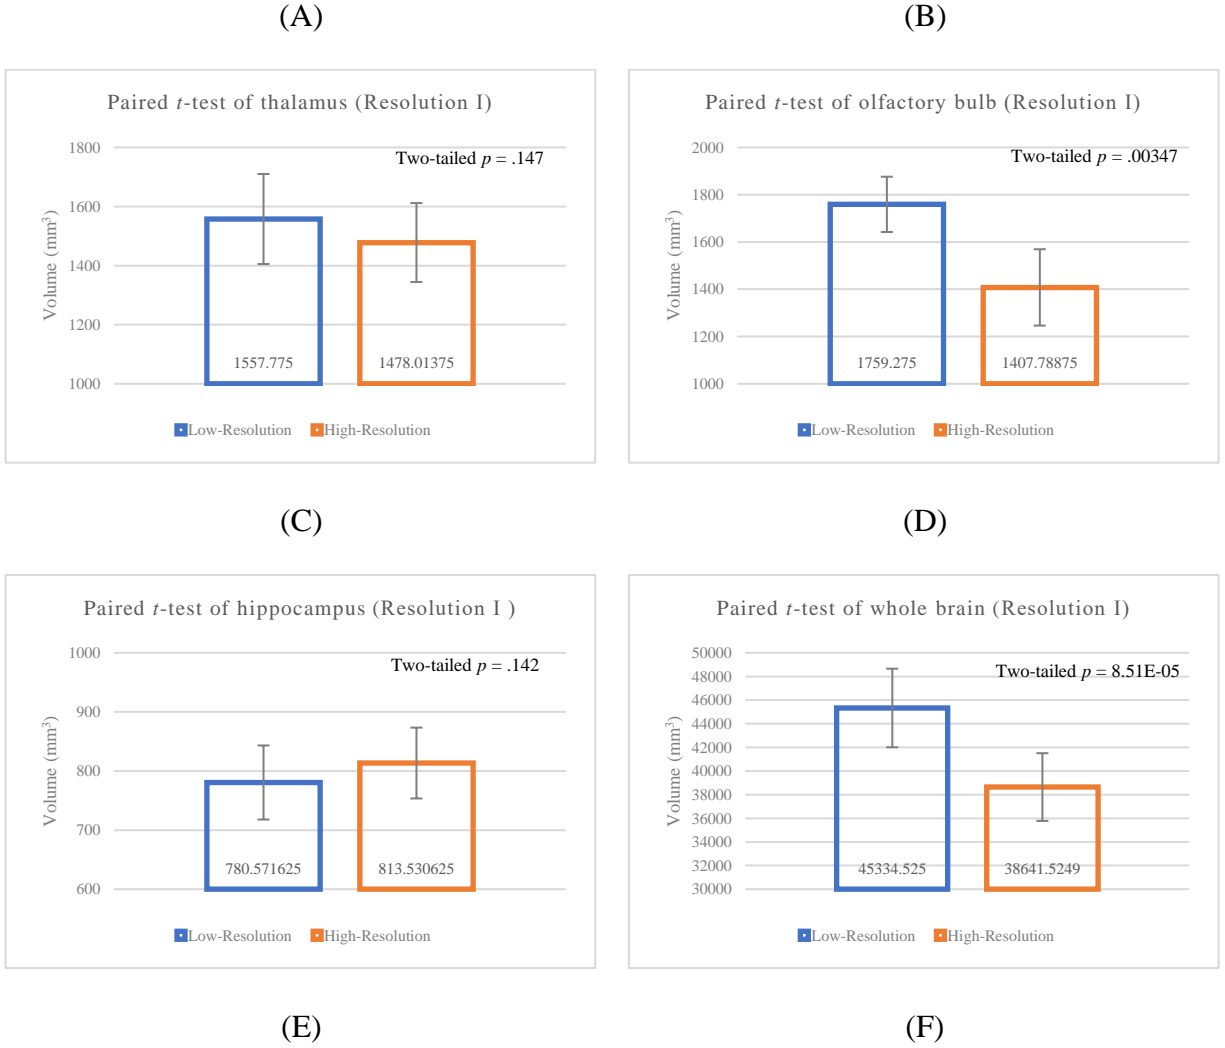 (A)
(B)
Paired t-test of thalamus (Resolution I)
Two-tailed p = .147
1800
1600
1400
1200
1000
Volume (mm³)
1557.775
1478.01375
Low-Resolution
High-Resolution
Paired t-test of olfactory bulb (Resolution I)
Two-tailed p = .00347
2000
1800
1600
1400
1200
1000
Volume (mm³)
1759.275
1407.78875
Low-Resolution
High-Resolution
(C)
(D)
Paired t-test of hippocampus (Resolution I )
Two-tailed p = .142
1000
900
800
700
600
Volume (mm³)
780.571625
813.530625
Low-Resolution
High-Resolution
Paired t-test of whole brain (Resolution I)
Two-tailed p = 8.51E-05
50000
48000
46000
44000
42000
40000
38000
36000
34000
32000
30000
Volume (mm³)
45334.525
38641.5249
Low-Resolution
High-Resolution
(E)
(F)